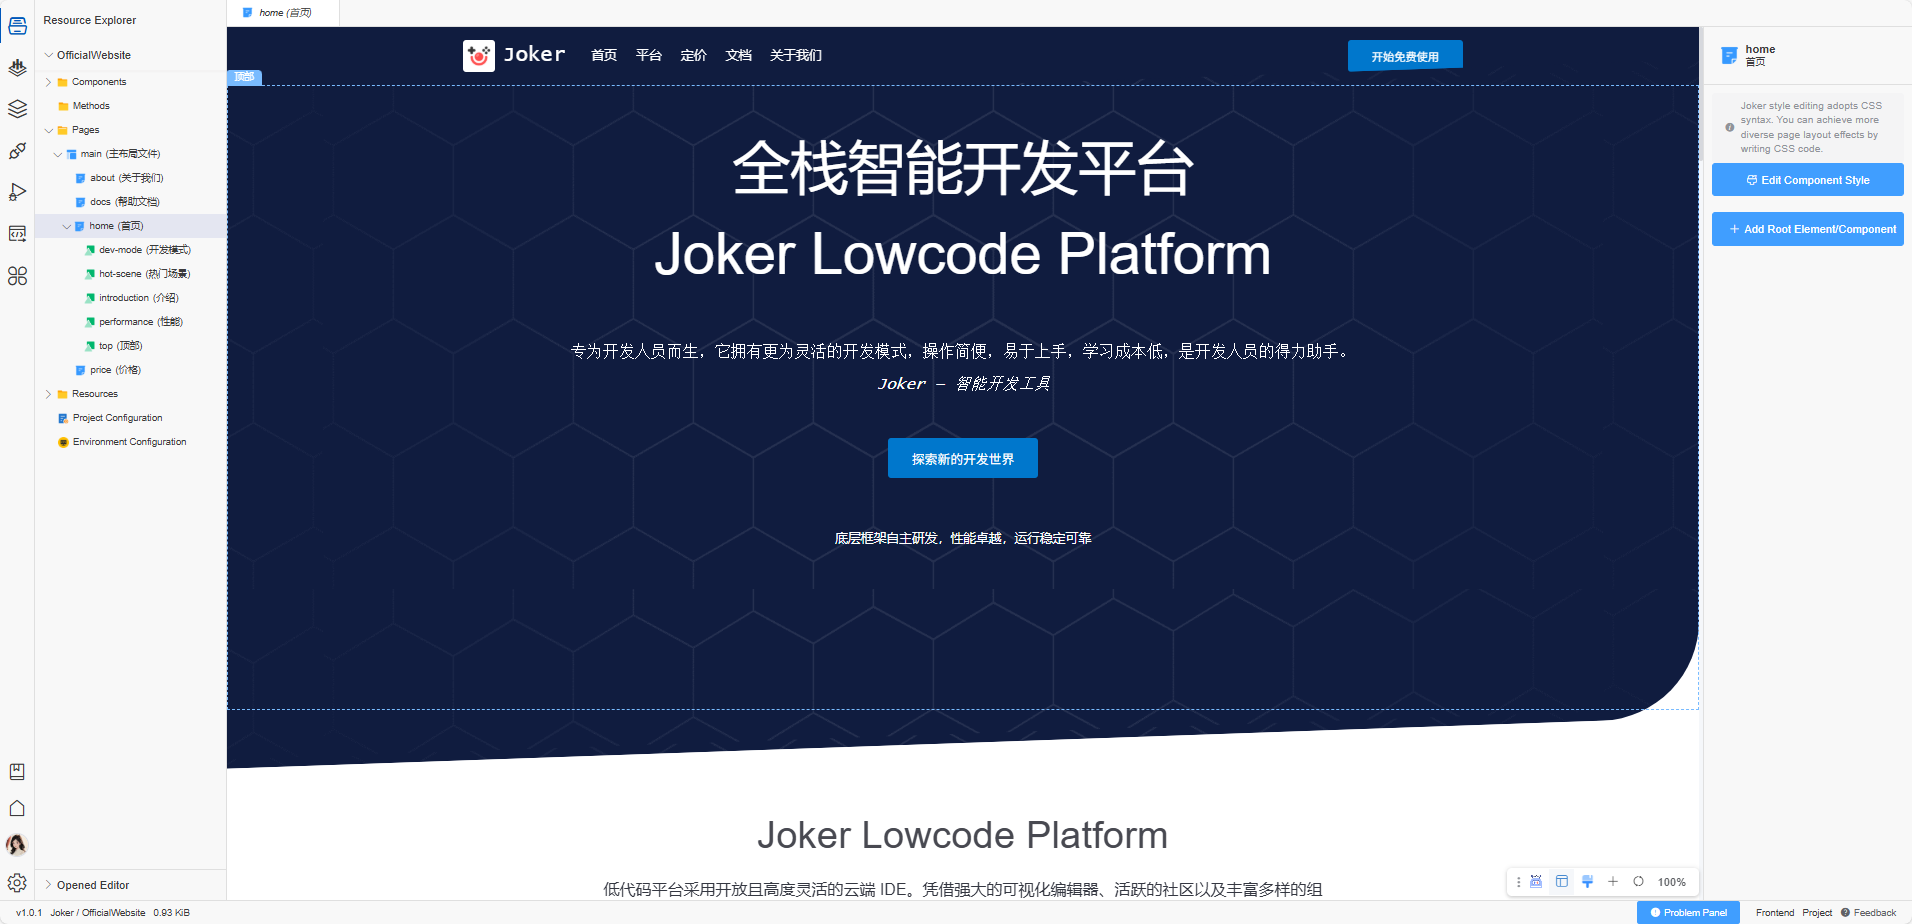 Resource Explorer
home (首页)
OfficialWebsite
Components
Methods
Pages
main (主布局文件)
about (关于我们)
docs (帮助文档)
home (首页)
dev-mode (开发模式)
hot-scene (热门场景)
introduction (介绍)
performance (性能)
top (顶部)
price (价格)
Resources
Project Configuration
Environment Configuration
Opened Editor
Joker 首页 平台 定价 文档 关于我们 开始免费使用
顶部
全栈智能开发平台
Joker Lowcode Platform
专为开发人员而生，它拥有更为灵活的开发模式，操作简便，易于上手，学习成本低，是开发人员的得力助手。
Joker — 智能开发工具
探索新的开发世界
底层框架自主研发，性能卓越，运行稳定可靠
Joker Lowcode Platform
低代码平台采用开放且高度灵活的云端 IDE。凭借强大的可视化编辑器、活跃的社区以及丰富多样的组
100%
home
首页
Joker style editing adopts CSS
syntax. You can achieve more
diverse page layout effects by
writing CSS code.
Edit Component Style
Add Root Element/Component
v1.0.1 Joker / OfficialWebsite 0.93 KiB
Problem Panel Frontend Project Feedback